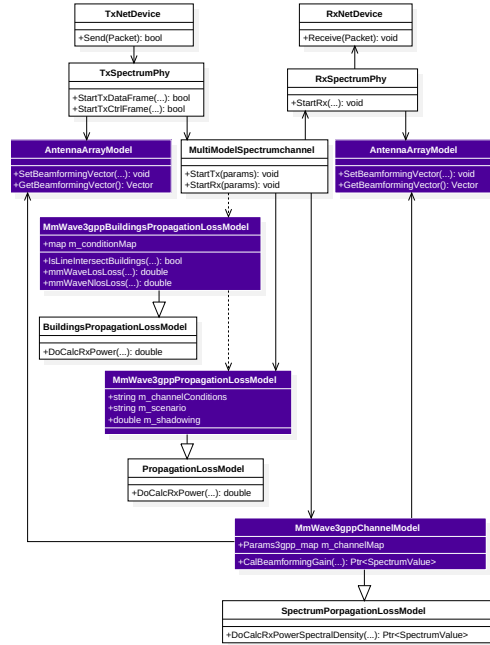 TxNetDevice
+Send(Packet): bool
RxNetDevice
+Receive(Packet): void
TxSpectrumPhy
+StartTxDataFrame(...): bool
+StartTxCtrlFrame(...): bool
RxSpectrumPhy
+StartRx(...): void
AntennaArrayModel
+SetBeamformingVector(...): void
+GetBeamformingVector(): Vector
MultiModelSpectrumchannel
+StartTx(params): void
+StartRx(params): void
AntennaArrayModel
+SetBeamformingVector(...): void
+GetBeamformingVector(): Vector
MmWave3gppBuildingsPropagationLossModel
+map m_conditionMap
+IsLineIntersectBuildings(...): bool
+mmWaveLosLoss(...): double
+mmWaveNlosLoss(...): double
BuildingsPropagationLossModel
+DoCalcRxPower(...): double
MmWave3gppPropagationLossModel
+string m_channelConditions
+string m_scenario
+double m_shadowing
PropagationLossModel
+DoCalcRxPower(...): double
MmWave3gppChannelModel
+Params3gpp_map m_channelMap
+CalBeamformingGain(...): Ptr<SpectrumValue>
SpectrumPorpagationLossModel
+DoCalcRxPowerSpectralDensity(...): Ptr<SpectrumValue>